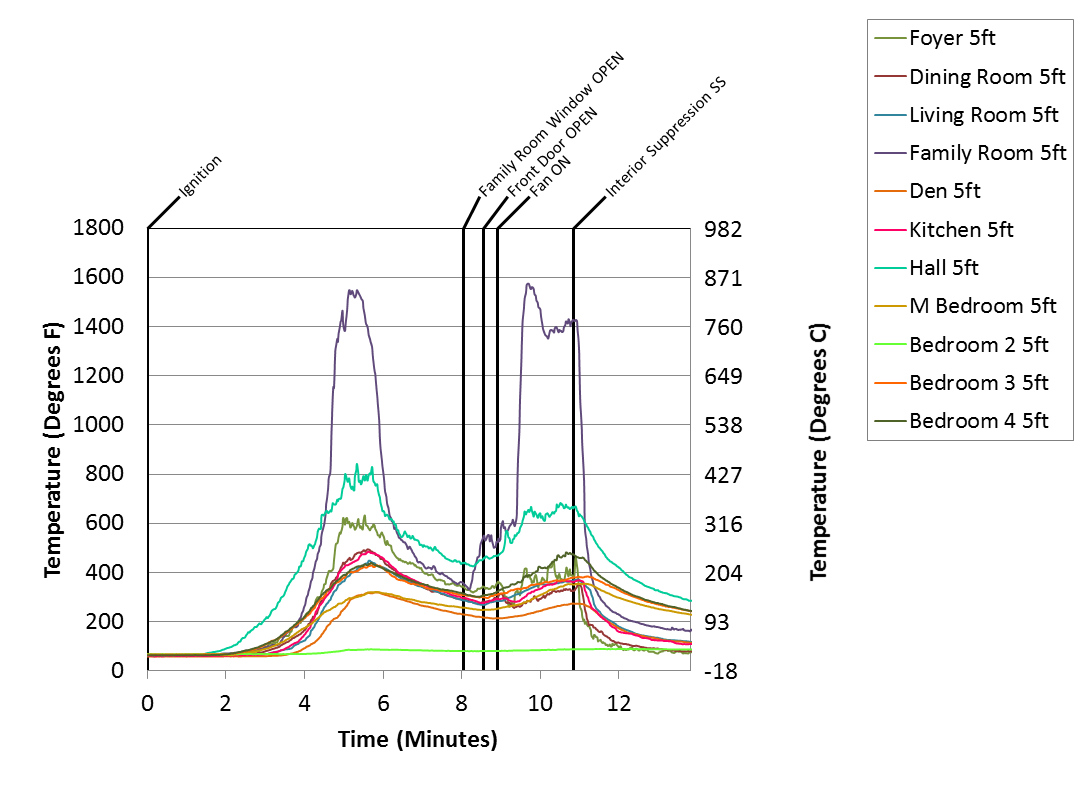 Ignition
Family Room Window OPEN
Front Door OPEN
Fan ON
Interior Suppression SS
Foyer 5ft
Dining Room 5ft
Living Room 5ft
Family Room 5ft
Den 5ft
Kitchen 5ft
Hall 5ft
M Bedroom 5ft
Bedroom 2 5ft
Bedroom 3 5ft
Bedroom 4 5ft
Temperature (Degrees F)
1800
1600
1400
1200
1000
800
600
400
200
0
982
871
760
649
538
427
316
204
93
-18
Temperature (Degrees C)
0 2 4 6 8 10 12
Time (Minutes)